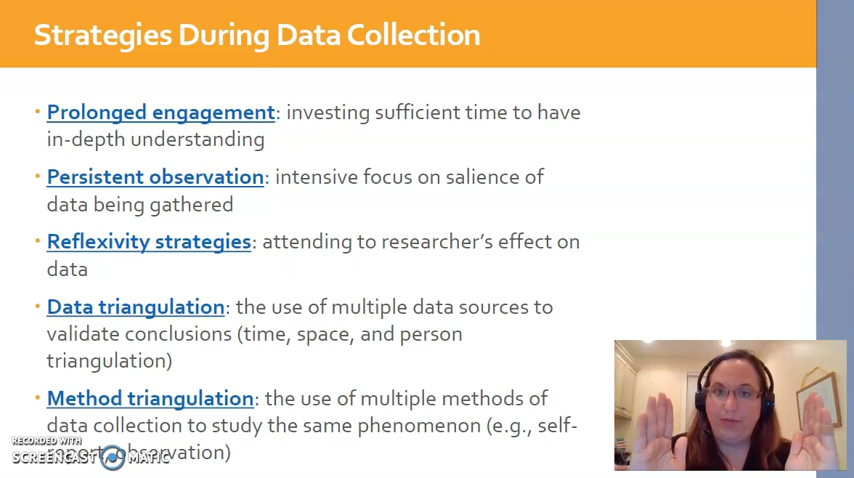 Strategies During Data Collection
• Prolonged engagement: investing sufficient time to have
in-depth understanding
• Persistent observation: intensive focus on salience of
data being gathered
• Reflexivity strategies: attending to researcher's effect on
data
• Data triangulation: the use of multiple data sources to
validate conclusions (time, space, and person
triangulation)
• Method triangulation: the use of multiple methods of
data collection to study the same phenomenon (e.g., self-
report, observation)
RECORDED WITH
SCREENCAST MATIC